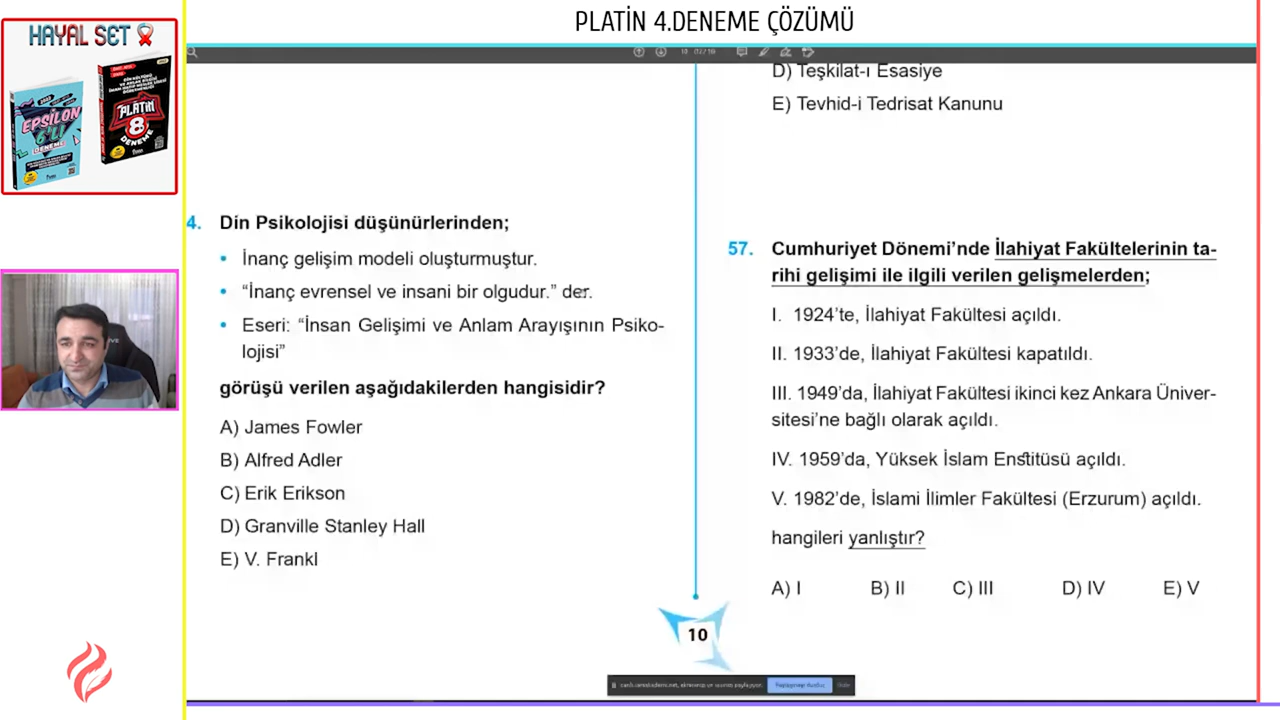 PLATİN 4.DENEME ÇÖZÜMÜ
HAYAL SET
EPSİLON
6'LI
DENEME
PLATİN
8
DENEME
4. Din Psikolojisi düşünürlerinden;
• İnanç gelişim modeli oluşturmuştur.
• “İnanç evrensel ve insani bir olgudur.” der.
• Eseri: “İnsan Gelişimi ve Anlam Arayışının Psiko-
lojisi”
görüşü verilen aşağıdakilerden hangisidir?
A) James Fowler
B) Alfred Adler
C) Erik Erikson
D) Granville Stanley Hall
E) V. Frankl
D) Teşkilat-ı Esasiye
E) Tevhid-i Tedrisat Kanunu
57. Cumhuriyet Dönemi’nde İlahiyat Fakültelerinin ta-
rihi gelişimi ile ilgili verilen gelişmelerden;
I. 1924’te, İlahiyat Fakültesi açıldı.
II. 1933’de, İlahiyat Fakültesi kapatıldı.
III. 1949’da, İlahiyat Fakültesi ikinci kez Ankara Üniver-
sitesi’ne bağlı olarak açıldı.
IV. 1959’da, Yüksek İslam Enstitüsü açıldı.
V. 1982’de, İslami İlimler Fakültesi (Erzurum) açıldı.
hangileri yanlıştır?
A) I B) II C) III D) IV E) V
10